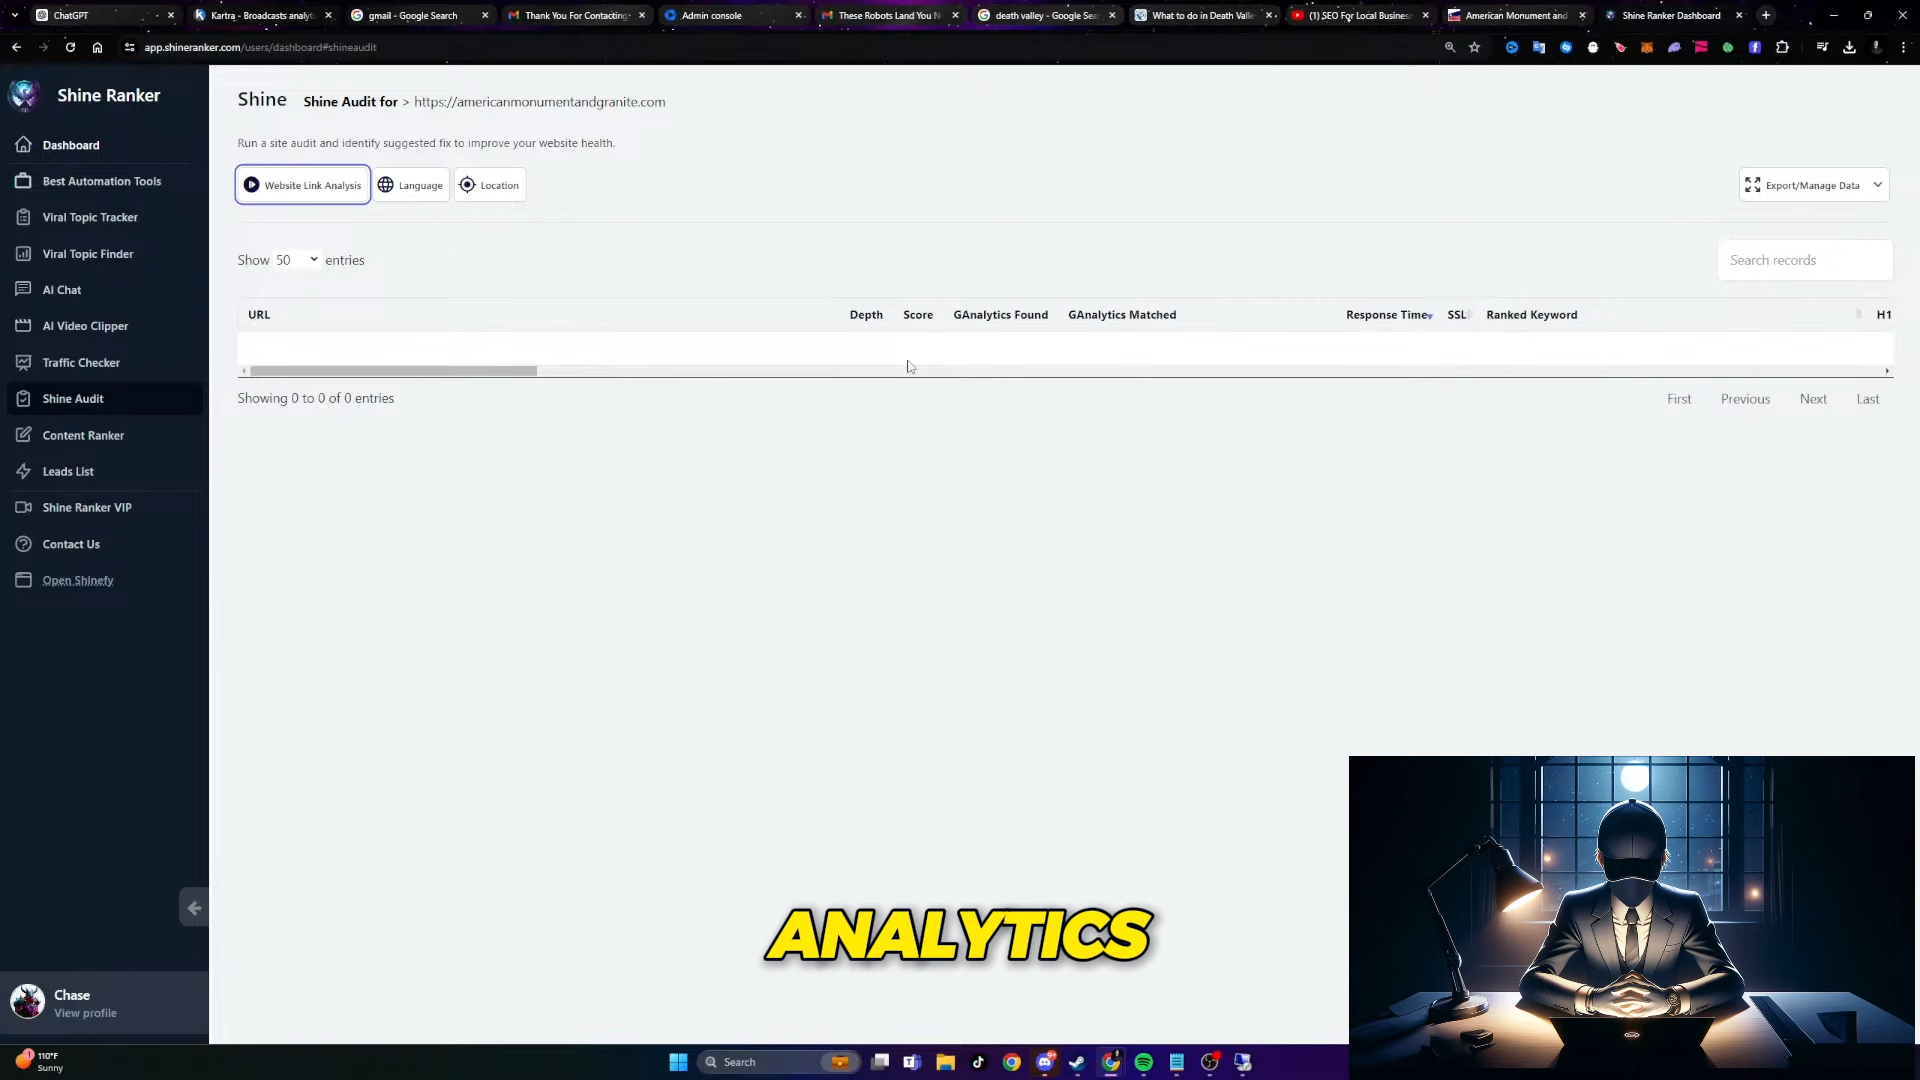 ChatGPT
Kartra - Broadcasts analyti
gmail - Google Search
Thank You For Contacting
Admin console
These Robots Land You N
death valley - Google Sea
What to do in Death Valle
(1) SEO For Local Busines
American Monument and
Shine Ranker Dashboard
app.shineranker.com/users/dashboard#shineaudit
Shine Ranker
Dashboard
Best Automation Tools
Viral Topic Tracker
Viral Topic Finder
AI Chat
AI Video Clipper
Traffic Checker
Shine Audit
Content Ranker
Leads List
Shine Ranker VIP
Contact Us
Open Shinefy
Chase
View profile
Shine Shine Audit for > https://americanmonumentandgranite.com
Run a site audit and identify suggested fix to improve your website health.
Website Link Analysis Language Location Export/Manage Data
Show 50 entries Search records
URL Depth Score GAnalytics Found GAnalytics Matched Response Time SSL Ranked Keyword H1
Showing 0 to 0 of 0 entries First Previous Next Last
ANALYTICS
110°F
Sunny
Search